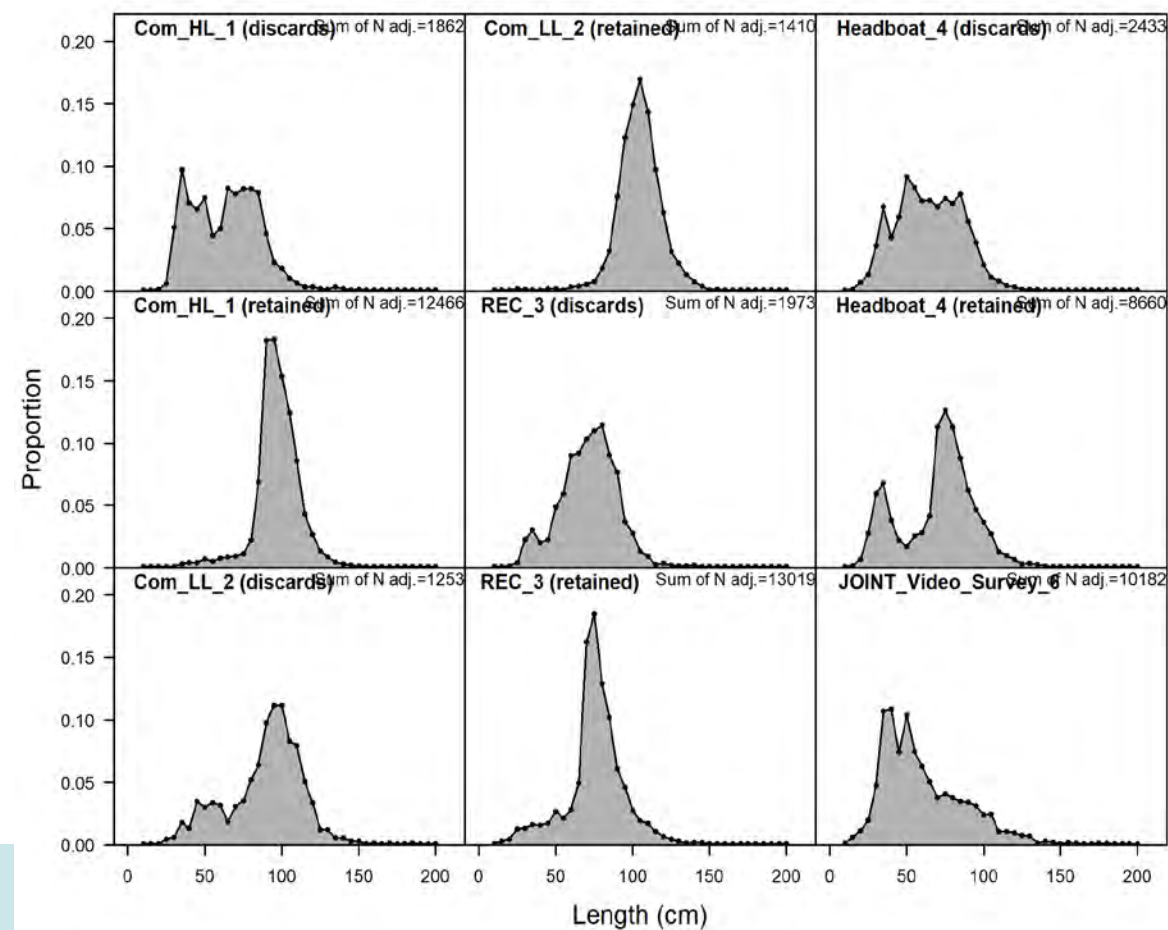 Com_HL_1 (discards) Sum of N adj.=1862
Com_LL_2 (retained) Sum of N adj.=1410
Headboat_4 (discards) Sum of N adj.=2433
0.20
0.15
0.10
0.05
0.00
Com_HL_1 (retained) Sum of N adj.=12466
REC_3 (discards) Sum of N adj.=1973
Headboat_4 (retained) Sum of N adj.=8660
0.20
0.15
0.10
0.05
0.00
Proportion
Com_LL_2 (discards) Sum of N adj.=1253
REC_3 (retained) Sum of N adj.=13019
JOINT_Video_Survey_6 Sum of N adj.=10182
0.20
0.15
0.10
0.05
0.00
0 50 100 150 200
0 50 100 150 200
0 50 100 150 200
Length (cm)